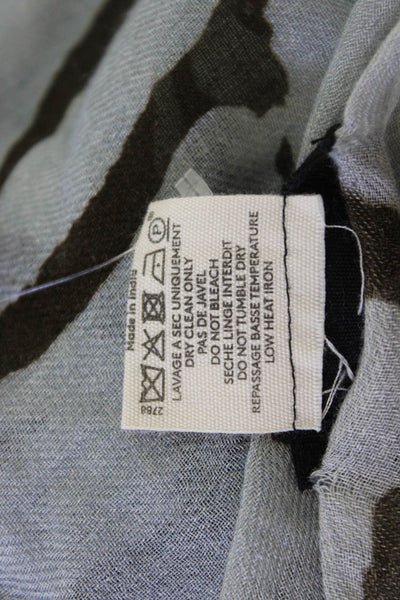 Made in India
P
2788
LAVAGE A SEC UNIQUEMENT
DRY CLEAN ONLY
PAS DE JAVEL
DO NOT BLEACH
SECHE LINGE INTERDIT
DO NOT TUMBLE DRY
REPASSAGE BASSE TEMPERATURE
LOW HEAT IRON